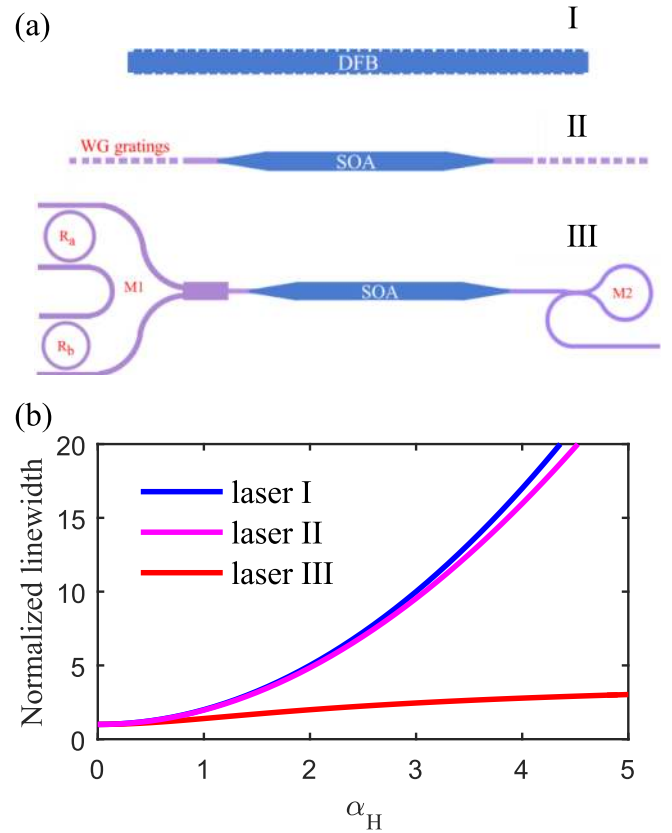 (a)
I
DFB
II
WG gratings
SOA
III
Ra
M1
SOA
M2
Rb
(b)
20
15
10
5
0
Normalized linewidth
laser I
laser II
laser III
0 1 2 3 4 5
αH